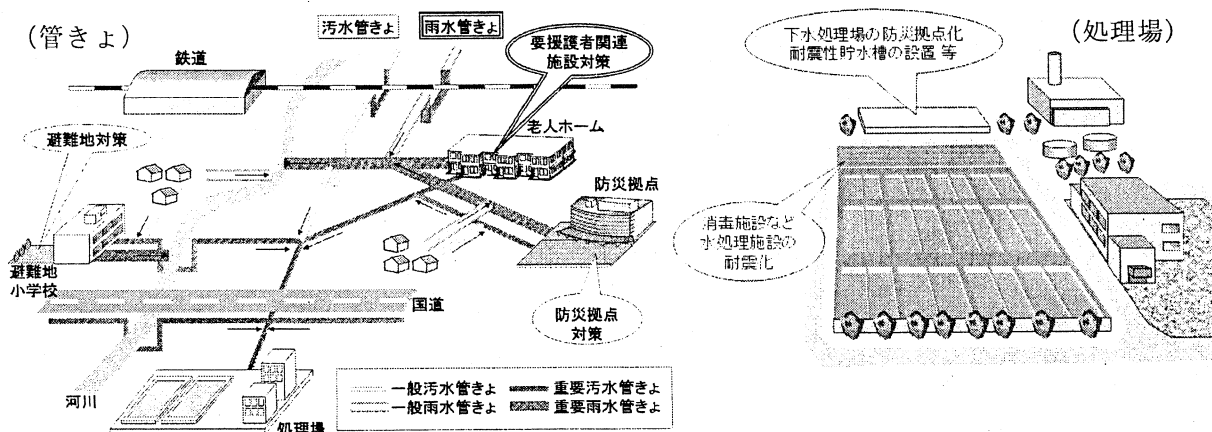 (管きょ)
汚水管きょ
雨水管きょ
要援護者関連
施設対策
鉄道
避難地対策
老人ホーム
防災拠点
避難地
小学校
国道
防災拠点
対策
河川
処理場
一般汚水管きょ
重要汚水管きょ
一般雨水管きょ
重要雨水管きょ
(処理場)
下水処理場の防災拠点化
耐震性貯水槽の設置 等
消毒施設など
水処理施設の
耐震化